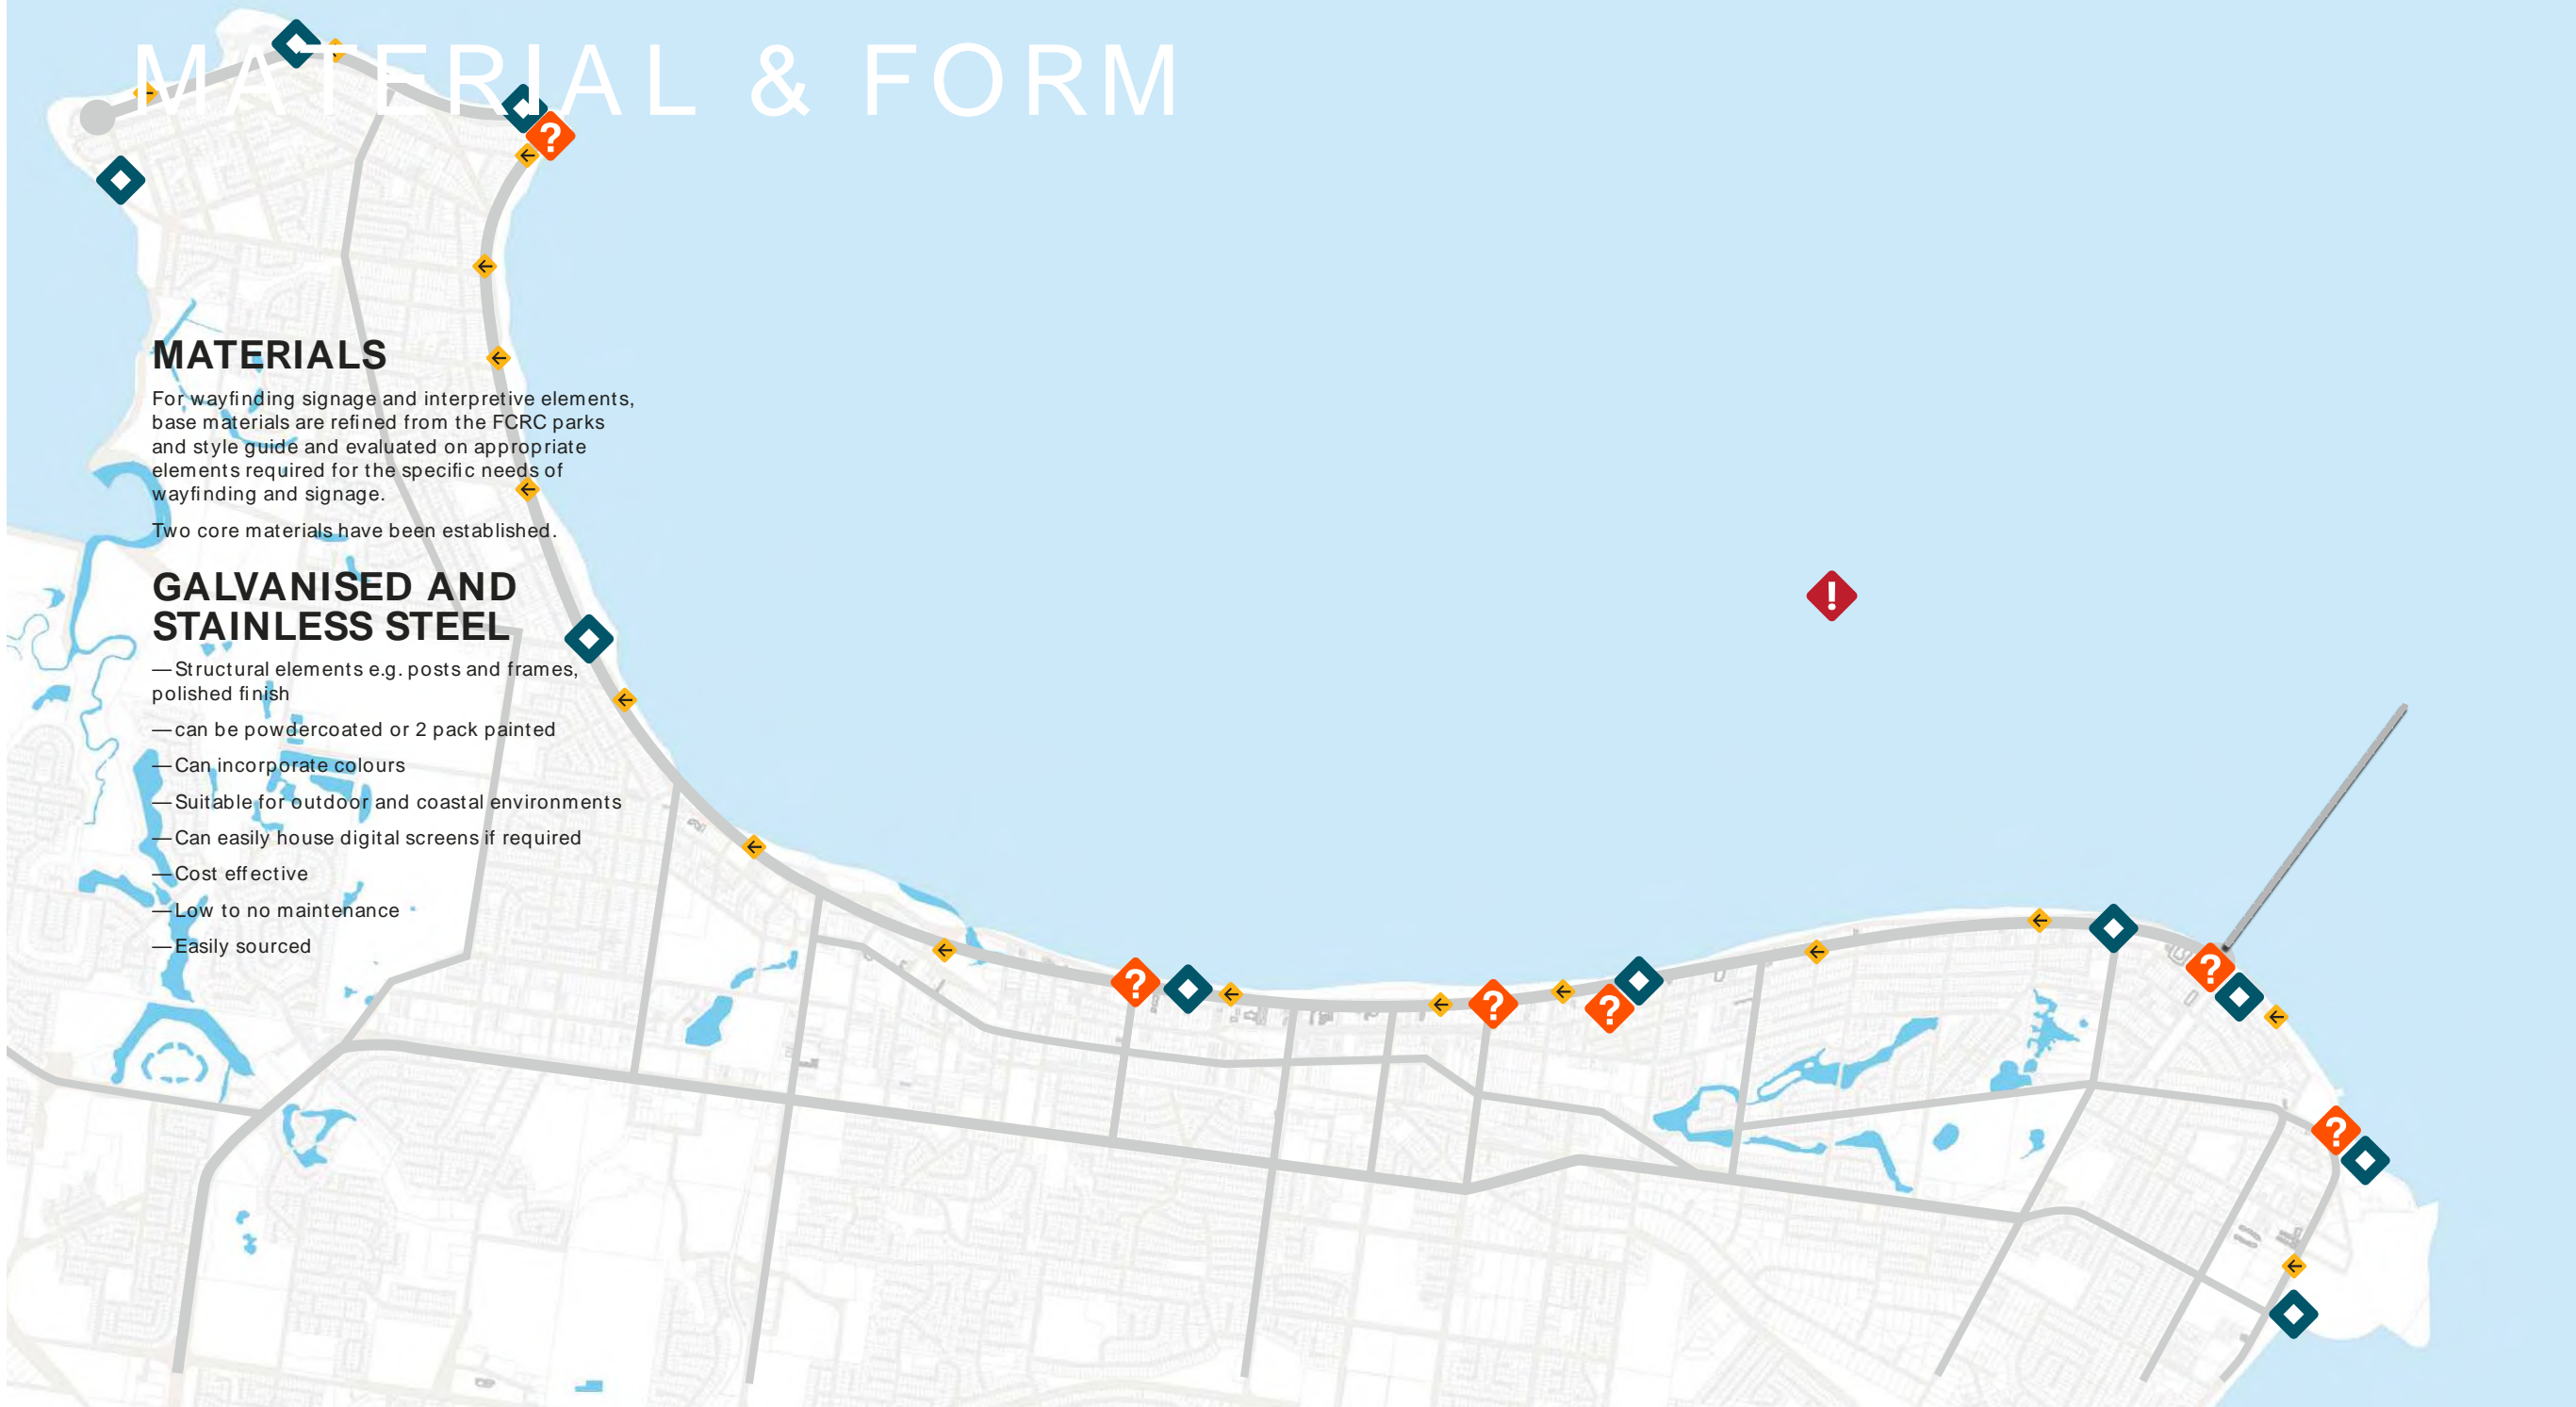 MATERIAL & FORM
MATERIALS
For wayfinding signage and interpretive elements,
base materials are refined from the FCRC parks
and style guide and evaluated on appropriate
elements required for the specific needs of
wayfinding and signage.
Two core materials have been established.
GALVANISED AND
STAINLESS STEEL
— Structural elements e.g. posts and frames,
polished finish
— can be powdercoated or 2 pack painted
— Can incorporate colours
— Suitable for outdoor and coastal environments
— Can easily house digital screens if required
— Cost effective
— Low to no maintenance
— Easily sourced
?
!
?
?
?
?
?